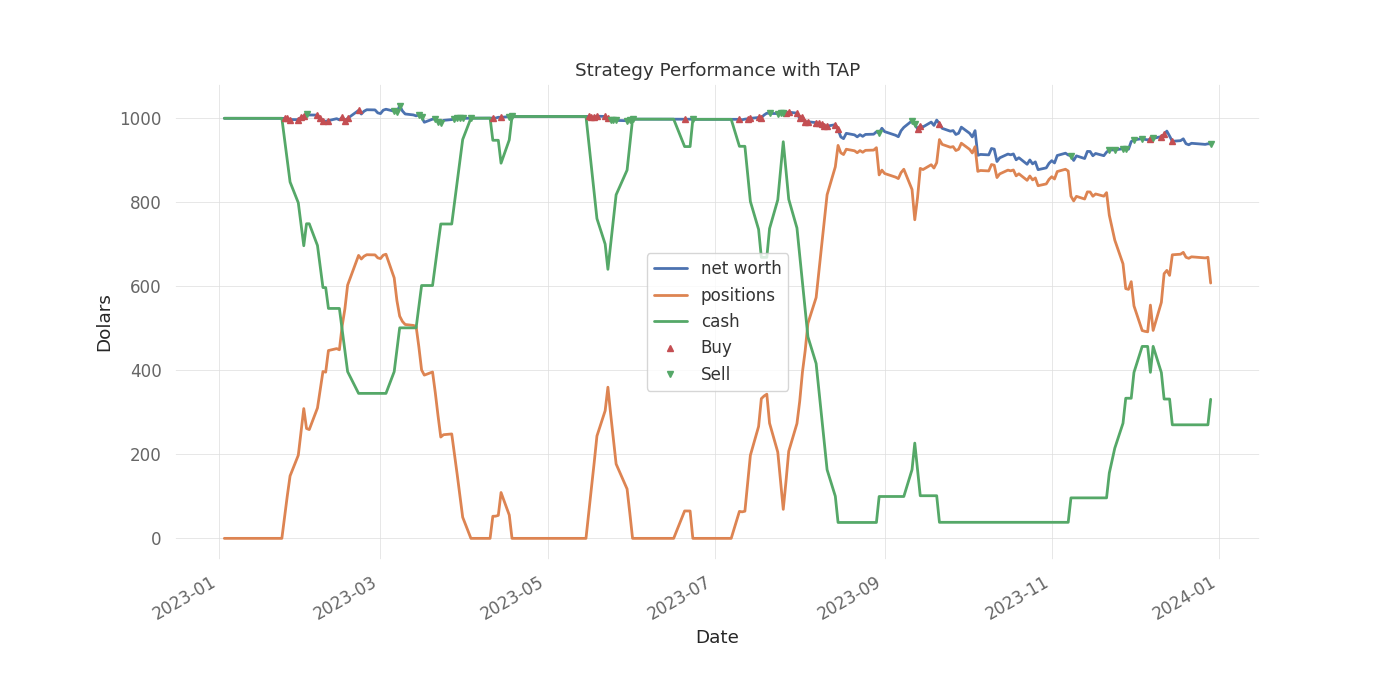 Strategy Performance with TAP
1000
800
600
400
200
0
Dolars
net worth
positions
cash
Buy
Sell
2023-01
2023-03
2023-05
2023-07
2023-09
2023-11
2024-01
Date